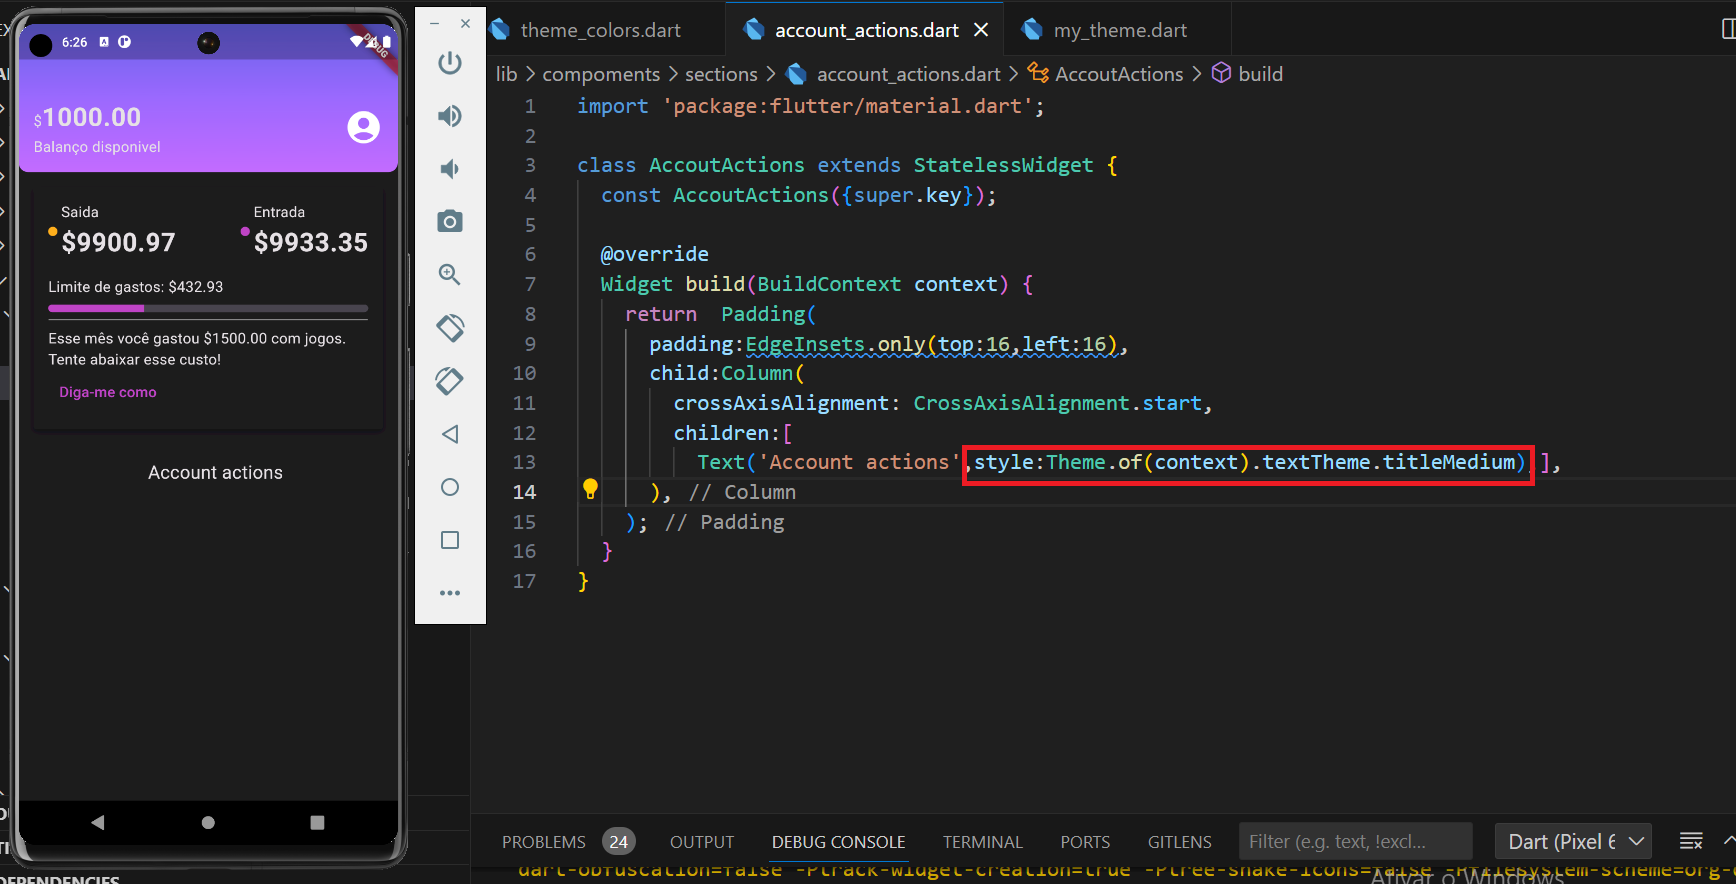 6:26
DEBUG
$1000.00
Balanço disponivel
Saida
$9900.97
Entrada
$9933.35
Limite de gastos: $432.93
Esse mês você gastou $1500.00 com jogos.
Tente abaixar esse custo!
Diga-me como
Account actions
theme_colors.dart
account_actions.dart
my_theme.dart
lib > compoments > sections > account_actions.dart > AccoutActions > build
1 import 'package:flutter/material.dart';
2
3 class AccoutActions extends StatelessWidget {
4 const AccoutActions({super.key});
5
6 @override
7 Widget build(BuildContext context) {
8 return  Padding(
9 padding:EdgeInsets.only(top:16,left:16),
10 child:Column(
11 crossAxisAlignment: CrossAxisAlignment.start,
12 children:[
13 Text('Account actions',style:Theme.of(context).textTheme.titleMedium),],
14 ), // Column
15 ); // Padding
16 }
17 }
PROBLEMS 24 OUTPUT DEBUG CONSOLE TERMINAL PORTS GITLENS Filter (e.g. text, !excl... Dart (Pixel 6
dart-obfuscation=false -Ptrack-widget-creation=true -Ptree-shake-icons=false -Pfilesystem-scheme=org-
Ativar o Windows
DEPENDENCIES